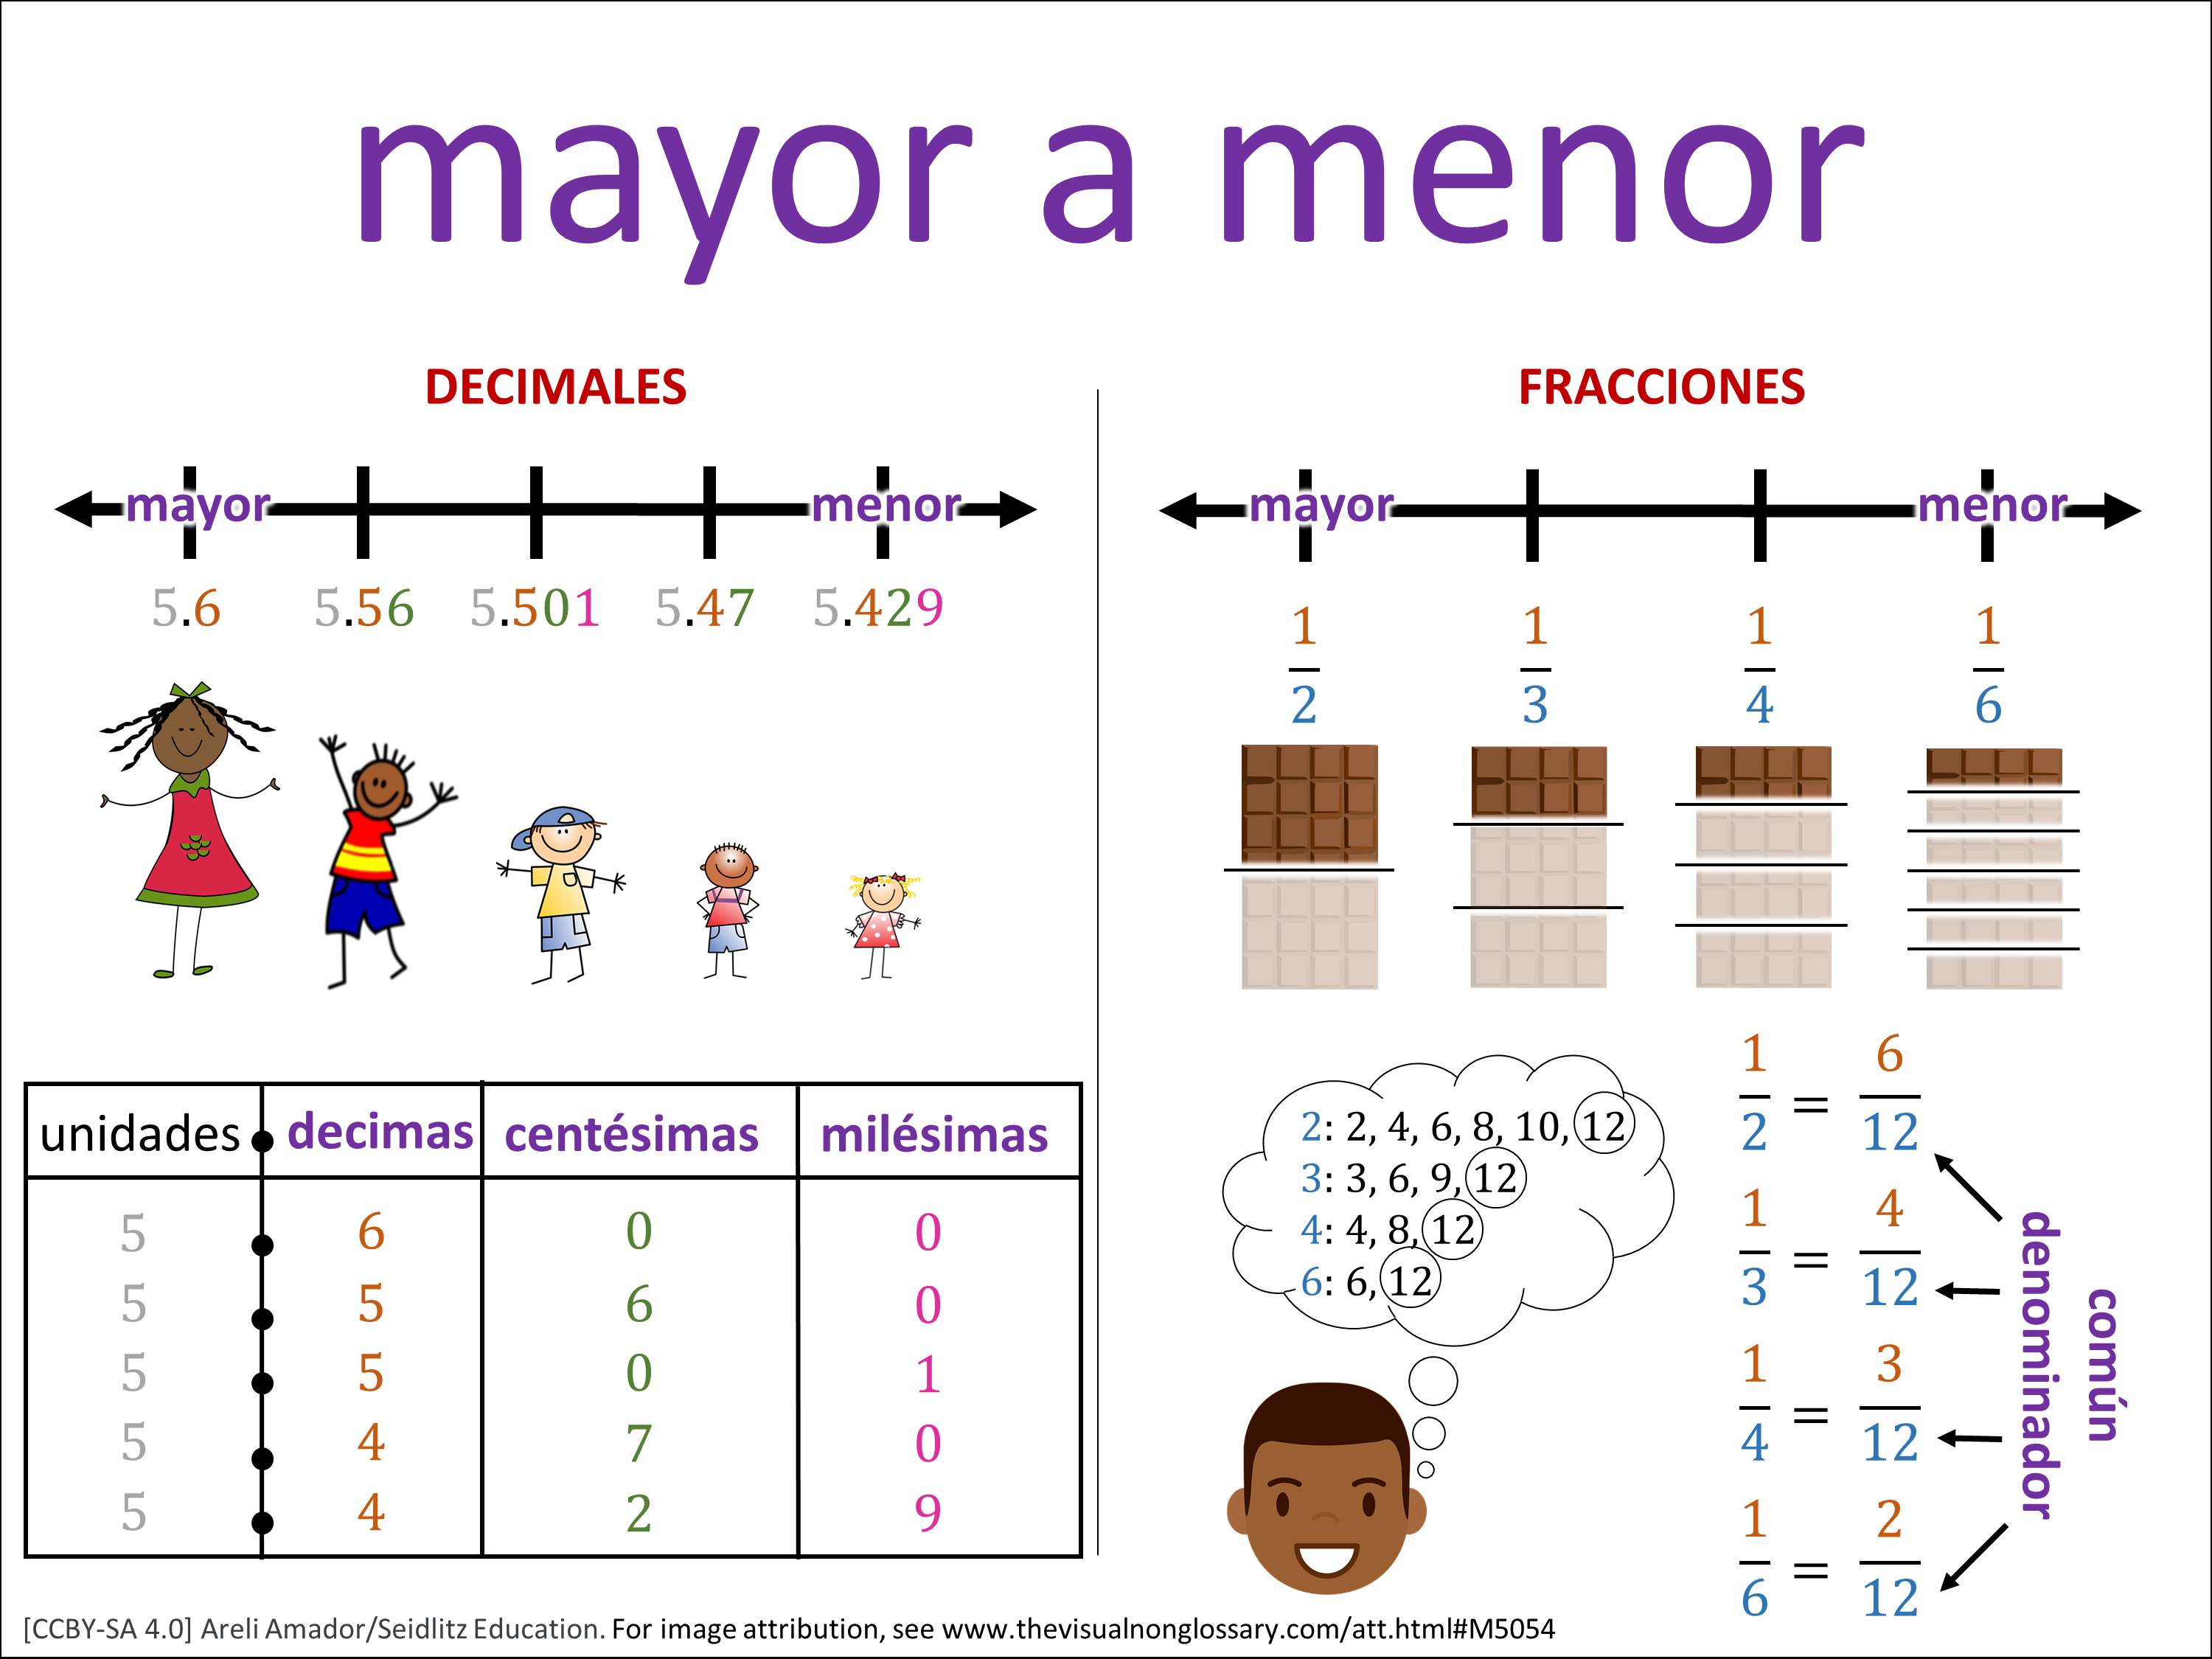 mayor a menor
DECIMALES
mayor menor
5.6 5.56 5.501 5.47 5.429
unidades decimas centésimas milésimas
5 6 0 0
5 5 6 0
5 5 0 1
5 4 7 0
5 4 2 9
FRACCIONES
mayor menor
1/2 1/3 1/4 1/6
2: 2, 4, 6, 8, 10, 12
3: 3, 6, 9, 12
4: 4, 8, 12
6: 6, 12
1/2 = 6/12
1/3 = 4/12
1/4 = 3/12
1/6 = 2/12
común
denominador
[CCBY-SA 4.0] Areli Amador/Seidlitz Education. For image attribution, see www.thevisualnonglossary.com/att.html#M5054